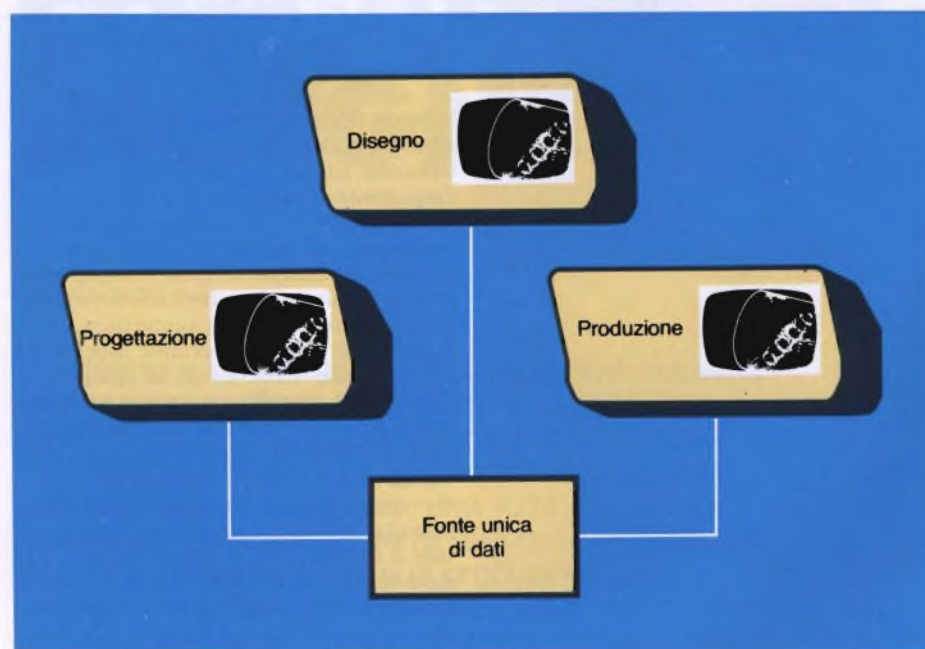 Disegno
Progettazione
Produzione
Fonte unica
di dati